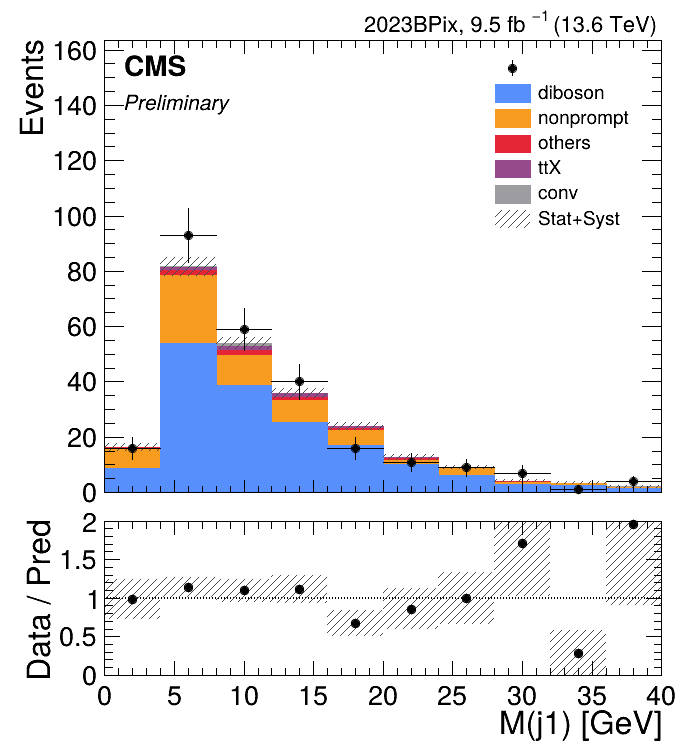 2023BPix, 9.5 fb⁻¹ (13.6 TeV)
Events
160
140
120
100
80
60
40
20
0
CMS
Preliminary
diboson
nonprompt
others
ttX
conv
Stat+Syst
Data / Pred
2
1.5
1
0.5
0
0 5 10 15 20 25 30 35 40
M(j1) [GeV]